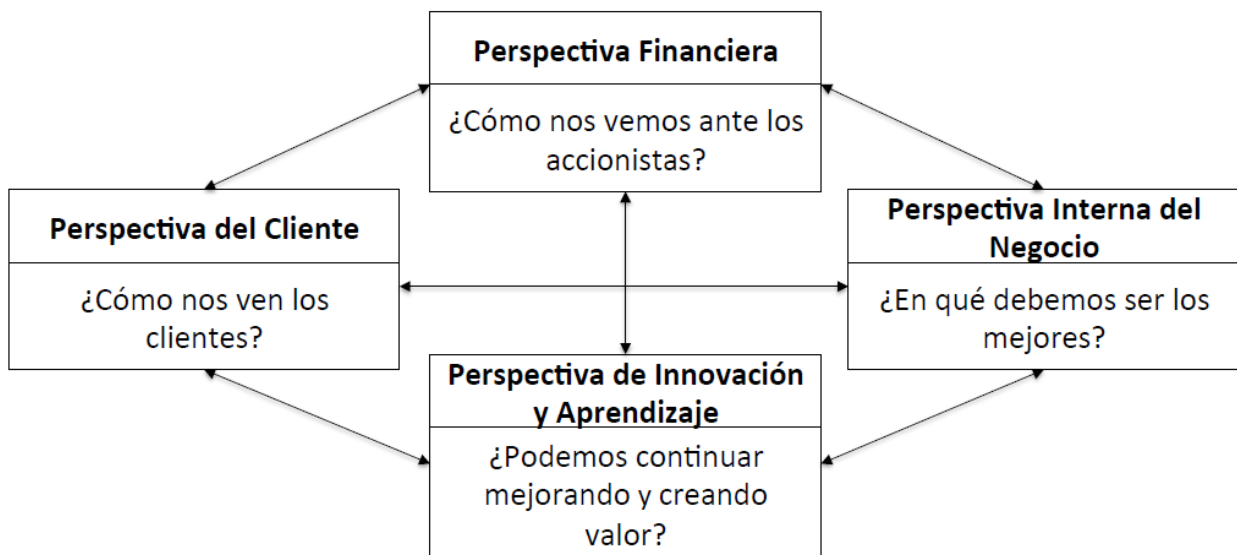 Perspectiva Financiera
¿Cómo nos vemos ante los
accionistas?
Perspectiva del Cliente
¿Cómo nos ven los
clientes?
Perspectiva Interna del
Negocio
¿En qué debemos ser los
mejores?
Perspectiva de Innovación
y Aprendizaje
¿Podemos continuar
mejorando y creando
valor?